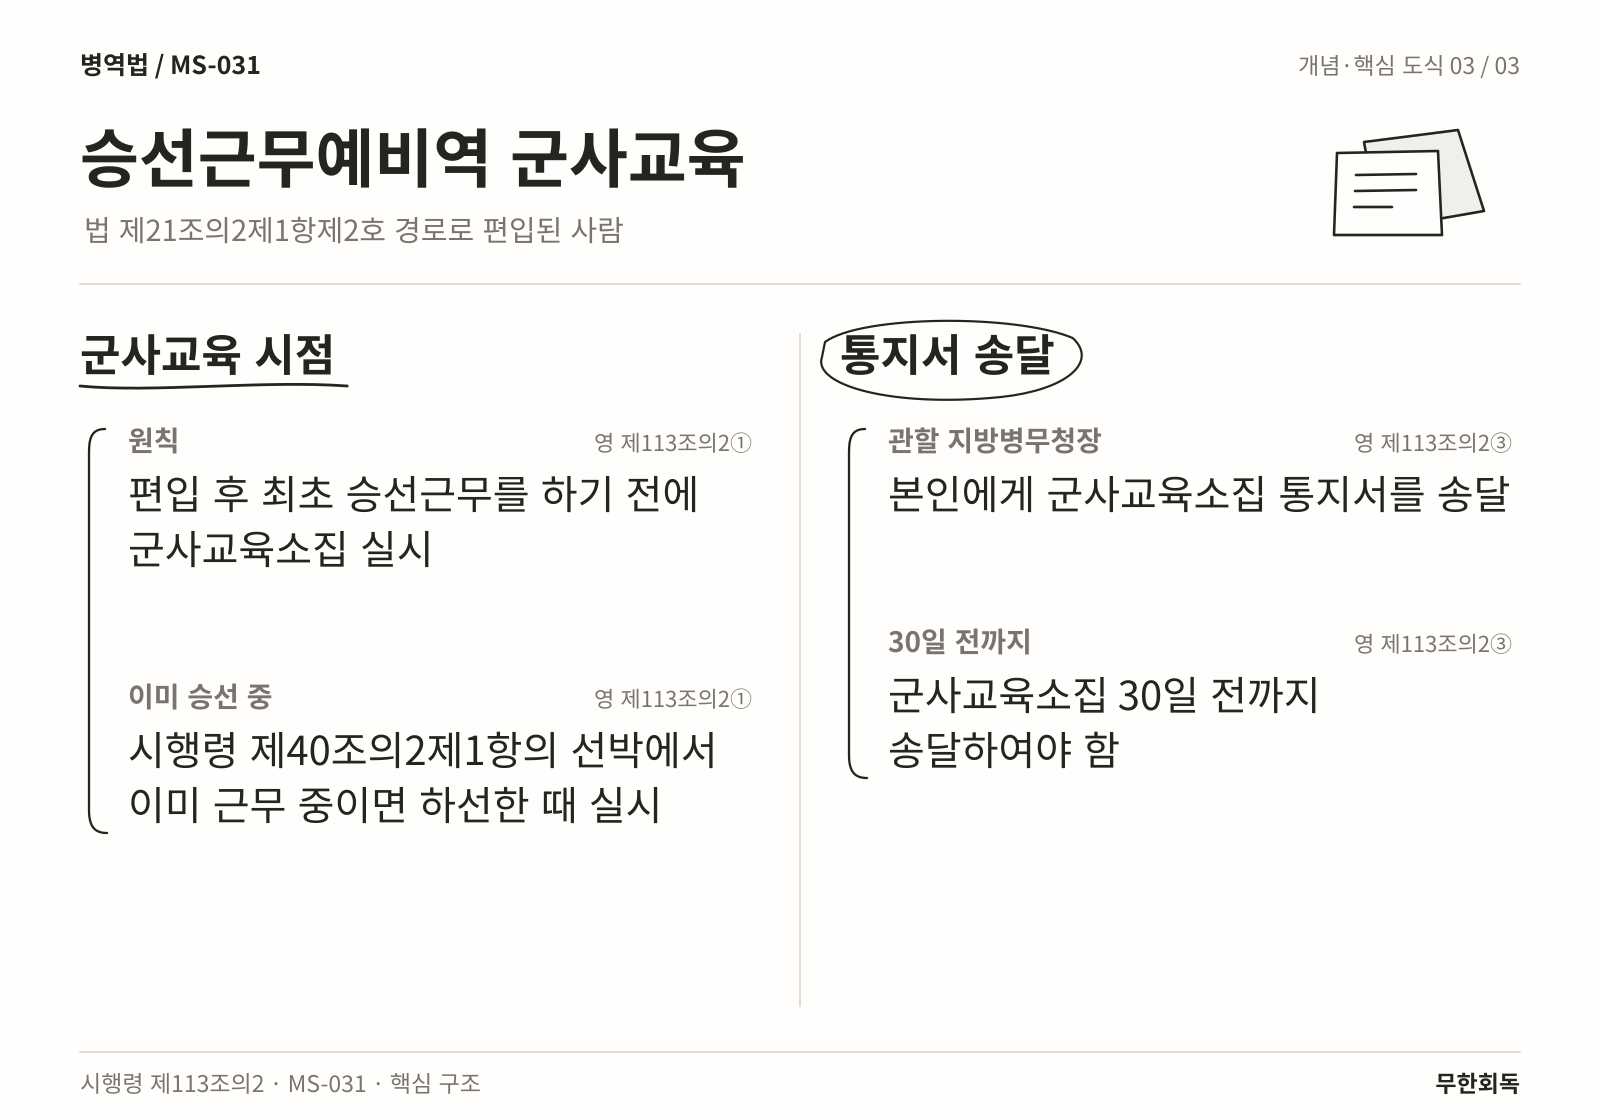 병역법 / MS-031
개념·핵심 도식 03 / 03
승선근무예비역 군사교육
법 제21조의2제1항제2호 경로로 편입된 사람
군사교육 시점
원칙
영 제113조의2①
편입 후 최초 승선근무를 하기 전에
군사교육소집 실시
이미 승선 중
영 제113조의2①
시행령 제40조의2제1항의 선박에서
이미 근무 중이면 하선한 때 실시
통지서 송달
관할 지방병무청장
영 제113조의2③
본인에게 군사교육소집 통지서를 송달
30일 전까지
영 제113조의2③
군사교육소집 30일 전까지
송달하여야 함
시행령 제113조의2 · MS-031 · 핵심 구조
무한회독